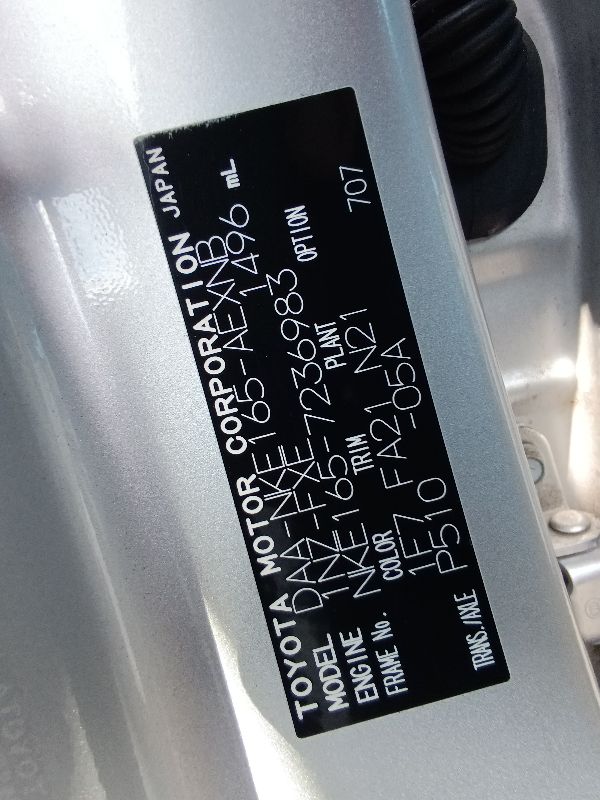 TOYOTA MOTOR CORPORATION JAPAN
MODEL DAA-NKE165-AEXNB
ENGINE 1NZ-FXE 1496 mL
FRAME No. NKE165-7236983
COLOR TRIM PLANT OPTION
1F7 FA21 N21 707
TRANS./AXLE P510 -05A